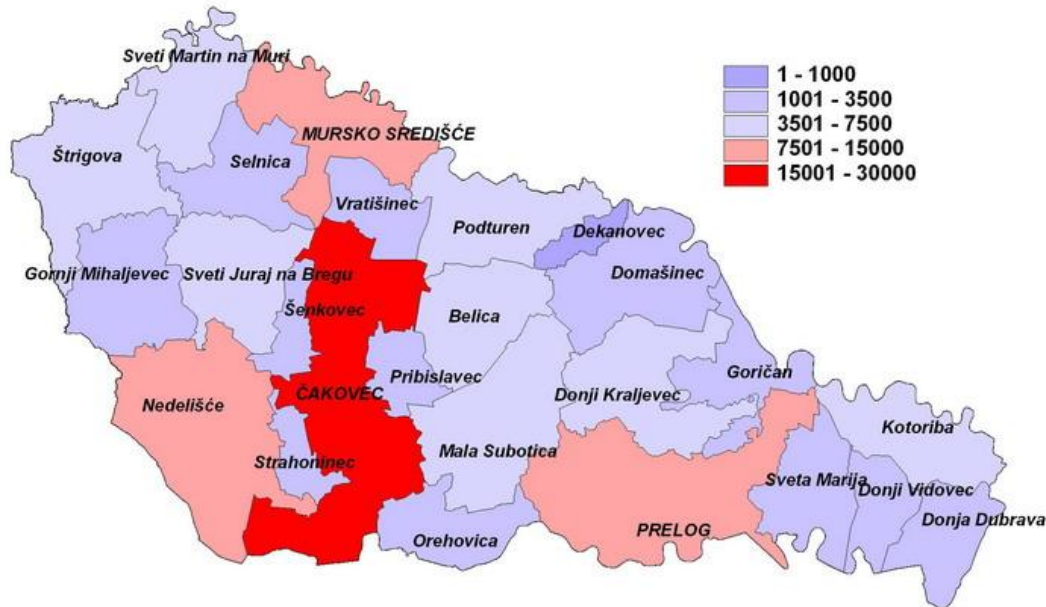 Sveti Martin na Muri
1 - 1000
1001 - 3500
3501 - 7500
7501 - 15000
15001 - 30000
MURSKO SREDIŠĆE
Štrigova
Selnica
Vratišinec
Podturen
Dekanovec
Gornji Mihaljevec
Sveti Juraj na Bregu
Domašinec
Šenkovec
Belica
Pribislavec
Goričan
ČAKOVEC
Donji Kraljevec
Nedelišće
Kotoriba
Mala Subotica
Strahoninec
Sveta Marija
Donji Vidovec
Donja Dubrava
PRELOG
Orehovica